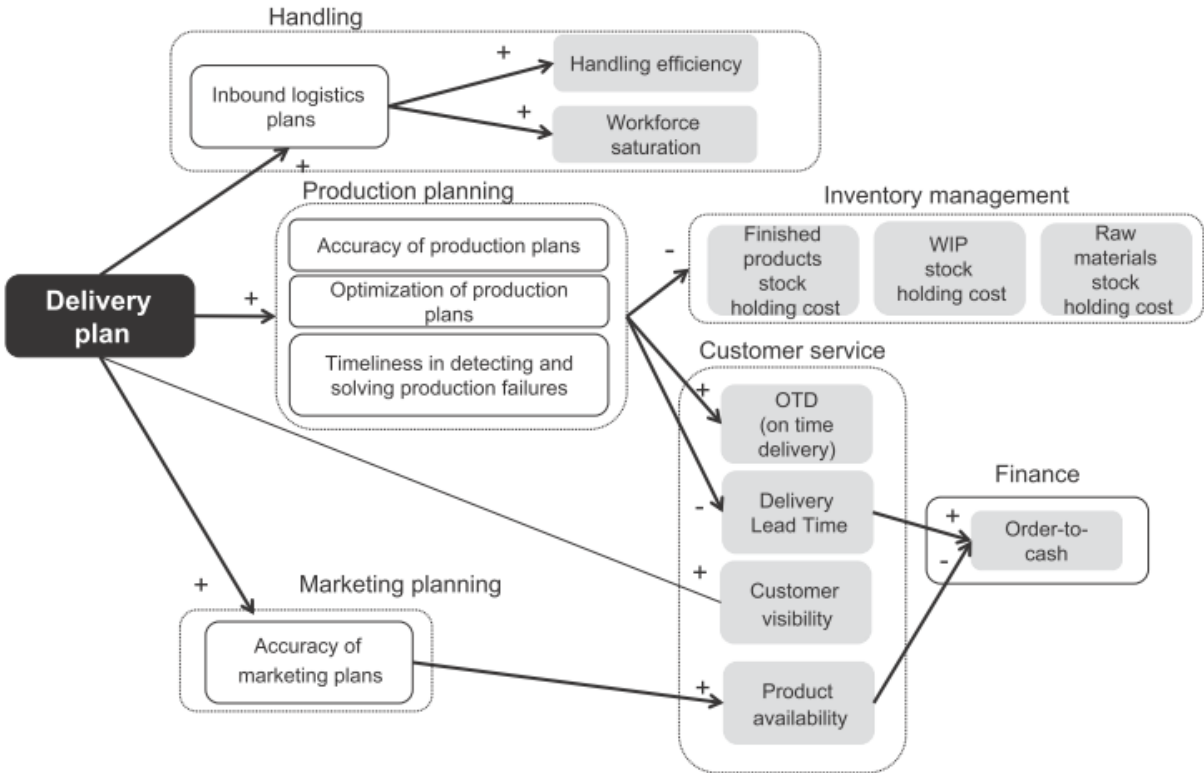 Handling
+
Handling efficiency
Inbound logistics
plans
+
Workforce
saturation
+
Production planning
Inventory management
Accuracy of production plans
-
Finished
products
stock
holding cost
WIP
stock
holding cost
Raw
materials
stock
holding cost
Delivery
plan
+
Optimization of production
plans
Timeliness in detecting and
solving production failures
Customer service
+
OTD
(on time
delivery)
-
Delivery
Lead Time
Finance
+
Order-to-
cash
-
+
Customer
visibility
+
Marketing planning
Accuracy of
marketing plans
+
Product
availability